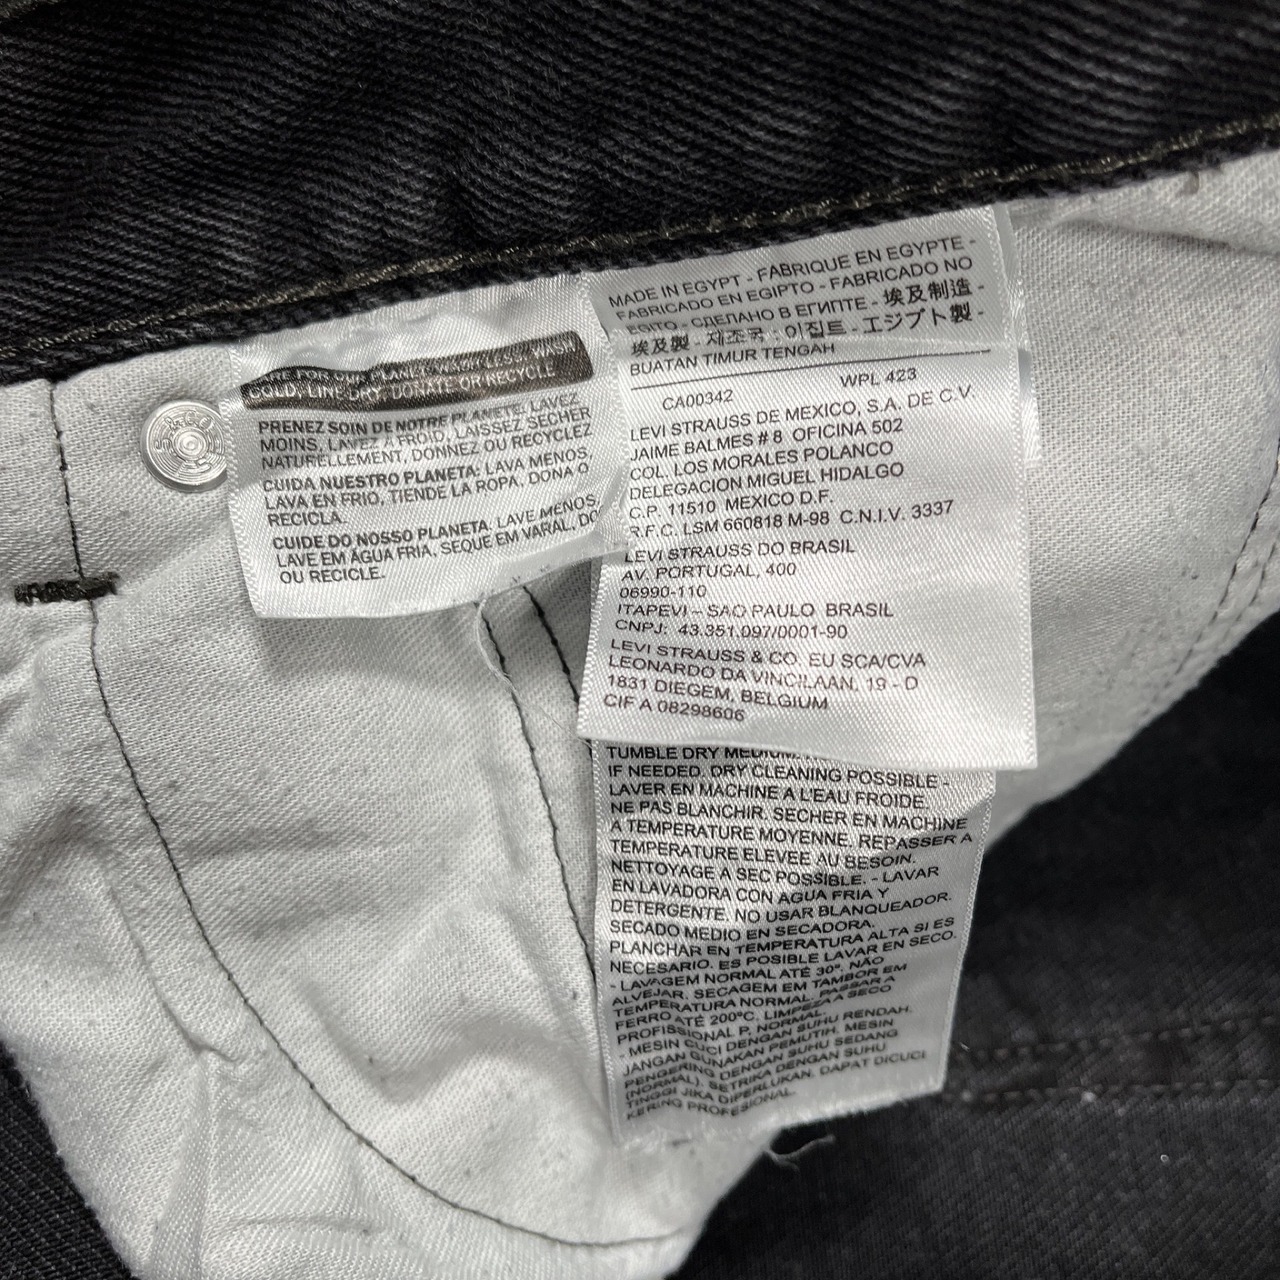 COLD, LINE DRY, DONATE OR RECYCLE
PRENEZ SOIN DE NOTRE PLANETE: LAVEZ
MOINS, LAVEZ A FROID, LAISSEZ SECHER
NATURELLEMENT, DONNEZ OU RECYCLEZ
CUIDA NUESTRO PLANETA: LAVA MENOS,
LAVA EN FRIO, TIENDE LA ROPA, DONA O
RECICLA.
CUIDE DO NOSSO PLANETA: LAVE MENOS,
LAVE EM ÁGUA FRIA, SEQUE EM VARAL,
OU RECICLE.
MADE IN EGYPT - FABRIQUE EN EGYPTE -
FABRICADO EN EGIPTO - FABRICADO NO
EGITO - СДЕЛАНО В ЕГИПТЕ - 埃及制造 -
埃及製 - 제조국 : 이집트 - エジプト製 -
BUATAN TIMUR TENGAH
CA00342 WPL 423
LEVI STRAUSS DE MEXICO, S.A. DE C.V.
JAIME BALMES # 8 OFICINA 502
COL. LOS MORALES POLANCO
DELEGACION MIGUEL HIDALGO
C.P. 11510 MEXICO D.F.
R.F.C. LSM 660818 M-98 C.N.I.V. 3337
LEVI STRAUSS DO BRASIL
AV. PORTUGAL, 400
06990-110
ITAPEVI – SAO PAULO BRASIL
CNPJ: 43.351.097/0001-90
LEVI STRAUSS & CO. EU SCA/CVA
LEONARDO DA VINCILAAN, 19 - D
1831 DIEGEM, BELGIUM
CIF A 08298606
TUMBLE DRY MEDIUM.
IF NEEDED. DRY CLEANING POSSIBLE -
LAVER EN MACHINE A L'EAU FROIDE.
NE PAS BLANCHIR. SECHER EN MACHINE
A TEMPERATURE MOYENNE. REPASSER A
TEMPERATURE ELEVEE AU BESOIN.
NETTOYAGE A SEC POSSIBLE. - LAVAR
EN LAVADORA CON AGUA FRIA Y
DETERGENTE. NO USAR BLANQUEADOR.
SECADO MEDIO EN SECADORA.
PLANCHAR EN TEMPERATURA ALTA SI ES
NECESARIO. ES POSIBLE LAVAR EN SECO.
- LAVAGEM NORMAL ATÉ 30°. NÃO
ALVEJAR. SECAGEM EM TAMBOR EM
TEMPERATURA NORMAL. PASSAR A
FERRO ATÉ 200°C. LIMPEZA A SECO
PROFISSIONAL P. NORMAL.
- MESIN CUCI DENGAN SUHU RENDAH.
JANGAN GUNAKAN PEMUTIH. MESIN
PENGERING DENGAN SUHU SEDANG
(NORMAL). SETRIKA DENGAN SUHU
TINGGI JIKA DIPERLUKAN. DAPAT DICUCI
KERING PROFESIONAL.